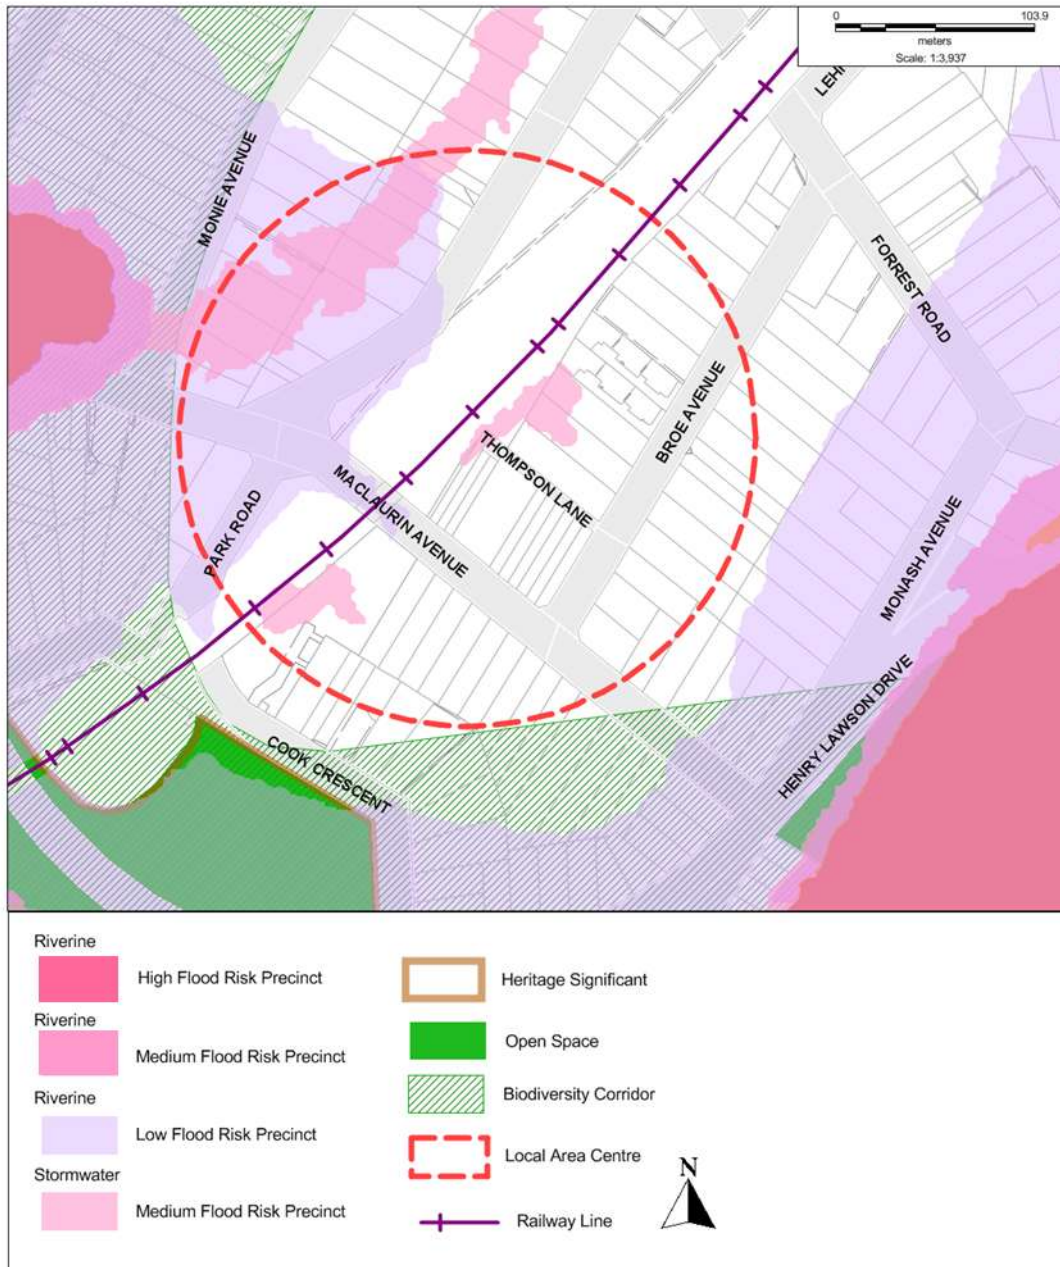 0 103.9
meters
Scale: 1:3,937
MONIE AVENUE
FORREST ROAD
BROE AVENUE
THOMPSON LANE
MACLAURIN AVENUE
PARK ROAD
MONASH AVENUE
HENRY LAWSON DRIVE
COOK CRESCENT
Riverine
High Flood Risk Precinct
Riverine
Medium Flood Risk Precinct
Riverine
Low Flood Risk Precinct
Stormwater
Medium Flood Risk Precinct
Heritage Significant
Open Space
Biodiversity Corridor
Local Area Centre
Railway Line
N